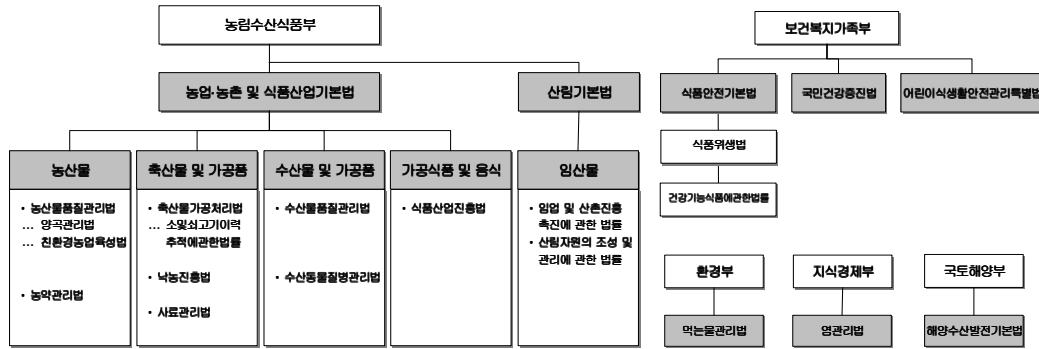 농림수산식품부
보건복지가족부
농업·농촌 및 식품산업기본법
산림기본법
식품안전기본법
국민건강증진법
어린이식생활안전관리특별법
식품위생법
건강기능식품에관한법률
농산물
축산물 및 가공품
수산물 및 가공품
가공식품 및 음식
임산물
• 농산물품질관리법
… 양곡관리법
… 친환경농업육성법
• 농약관리법
• 축산물가공처리법
… 소및쇠고기이력
추적에관한법률
• 낙농진흥법
• 사료관리법
• 수산물품질관리법
• 수산동물질병관리법
• 식품산업진흥법
• 임업 및 산촌진흥
촉진에 관한 법률
• 산림자원의 조성 및
관리에 관한 법률
환경부
지식경제부
국토해양부
먹는물관리법
염관리법
해양수산발전기본법